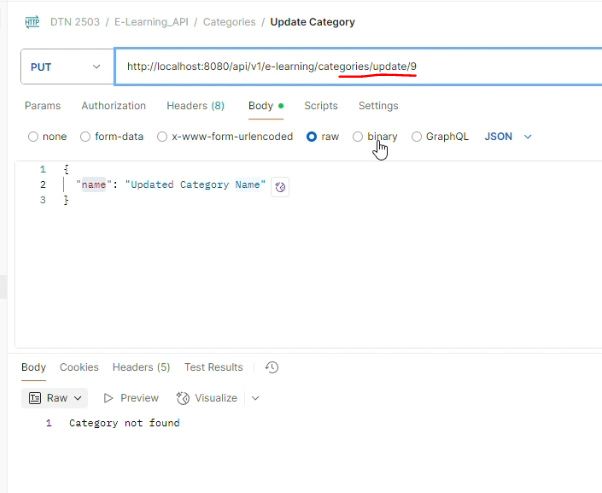 HTTP DTN 2503 / E-Learning_API / Categories / Update Category
PUT http://localhost:8080/api/v1/e-learning/categories/update/9
Params Authorization Headers (8) Body Scripts Settings
none form-data x-www-form-urlencoded raw binary GraphQL JSON
1 {
2 "name": "Updated Category Name"
3 }
Body Cookies Headers (5) Test Results
Raw Preview Visualize
1 Category not found